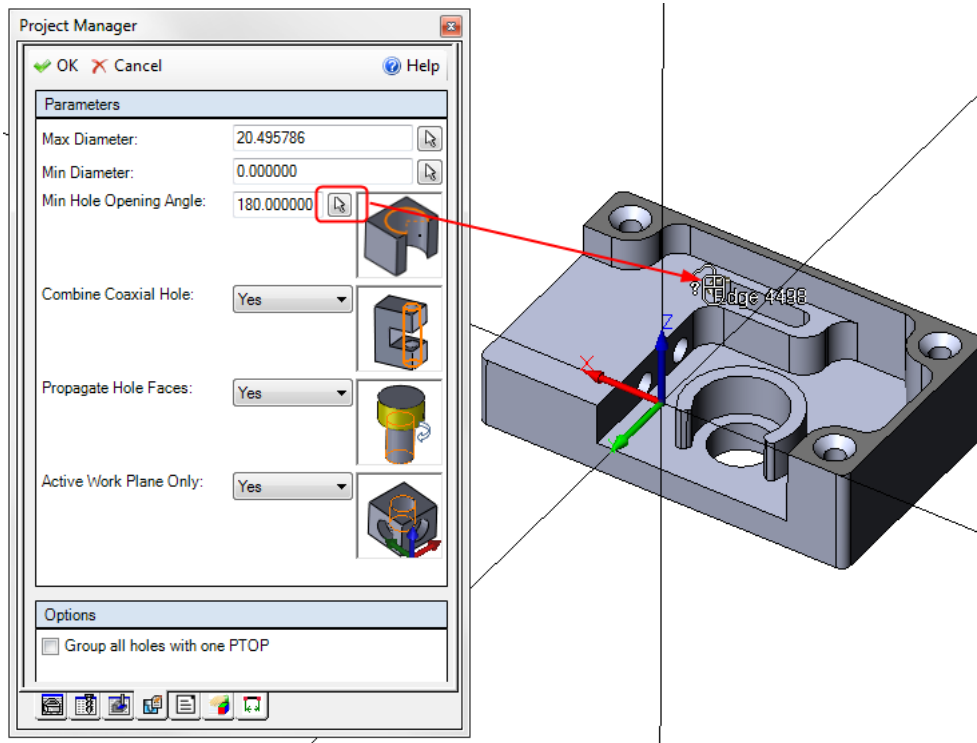 Project Manager
OK Cancel Help
Parameters
Max Diameter: 20.495786
Min Diameter: 0.000000
Min Hole Opening Angle: 180.000000
Combine Coaxial Hole: Yes
Propagate Hole Faces: Yes
Active Work Plane Only: Yes
Options
Group all holes with one PTOP
? Edge 4498
Z
X